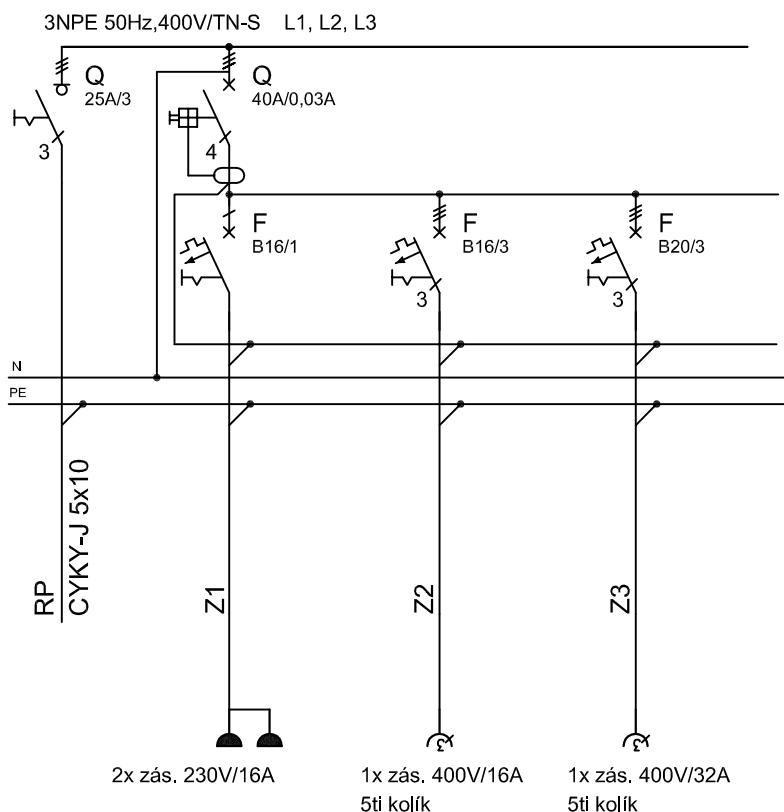 3NPE 50Hz,400V/TN-S L1, L2, L3
Q
25A/3
3
Q
40A/0,03A
4
F
B16/1
F
B16/3
3
F
B20/3
3
N
PE
RP
CYKY-J 5x10
Z1
Z2
Z3
2x zás. 230V/16A
1x zás. 400V/16A
5ti kolík
1x zás. 400V/32A
5ti kolík